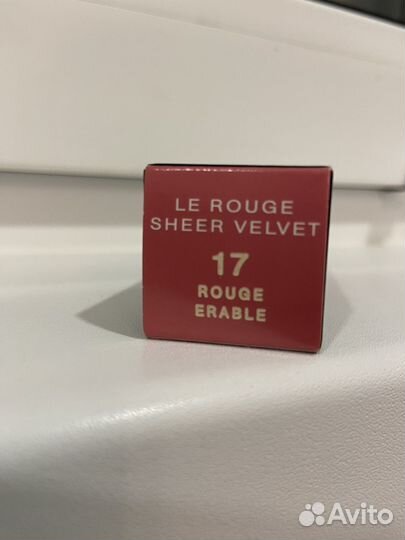 LE ROUGE
SHEER VELVET
17
ROUGE
ERABLE
Avito